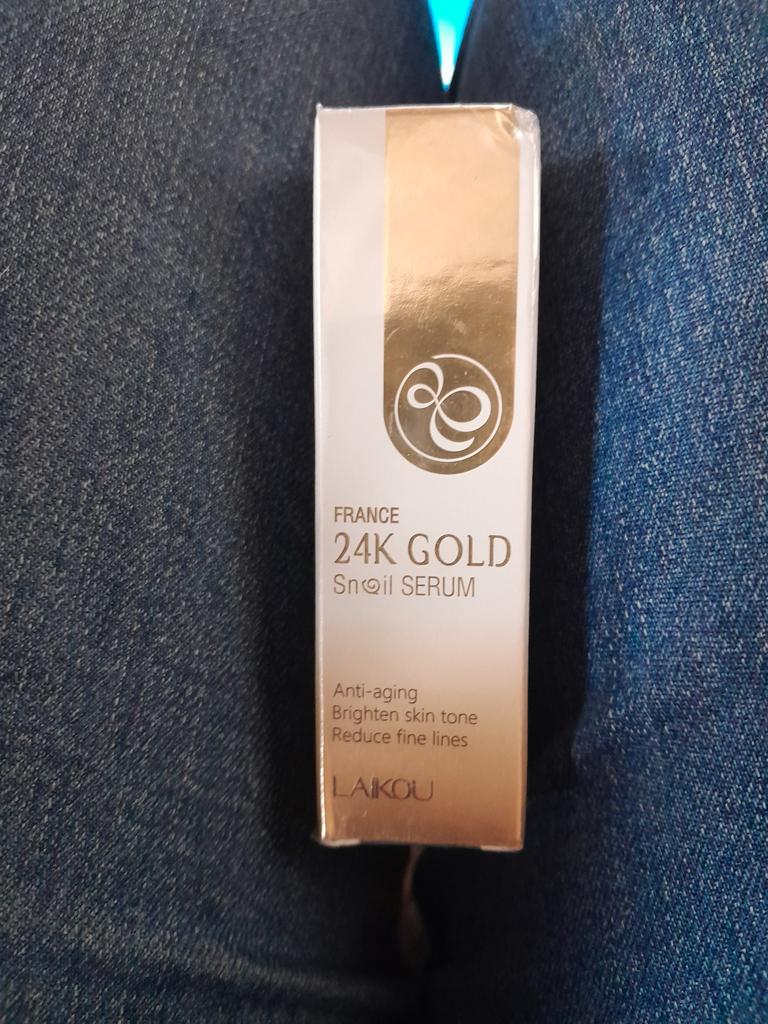 FRANCE
24K GOLD
Snail SERUM
Anti-aging
Brighten skin tone
Reduce fine lines
LAIKOU